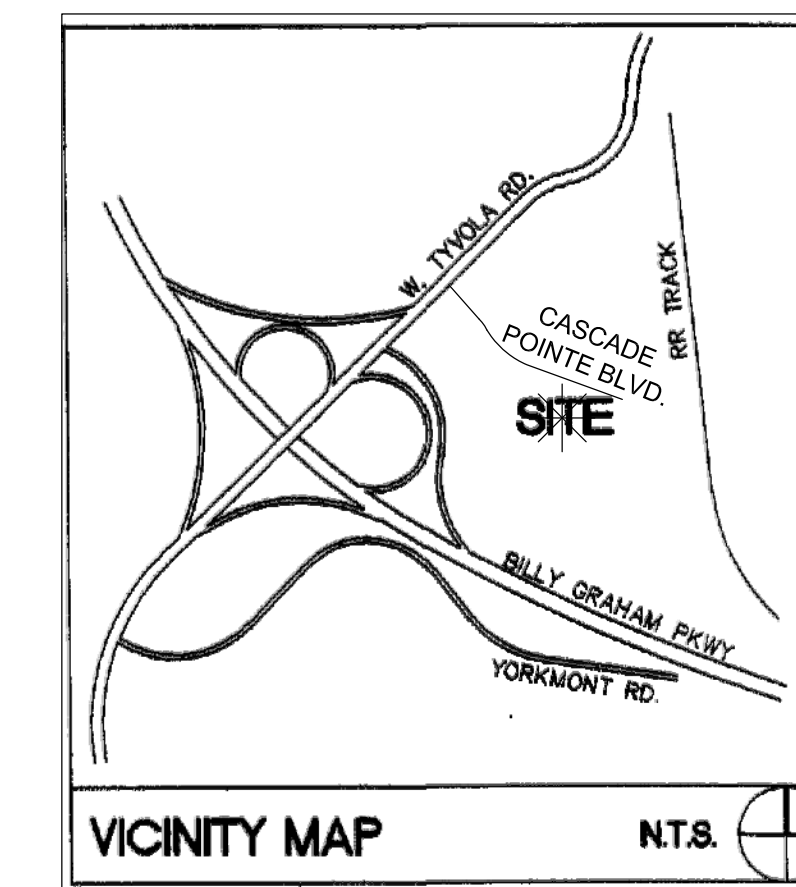 W. TYVOLA RD.
RR TRACK
CASCADE
POINTE BLVD.
SITE
BILLY GRAHAM PKWY
YORKMONT RD.
VICINITY MAP
N.T.S.